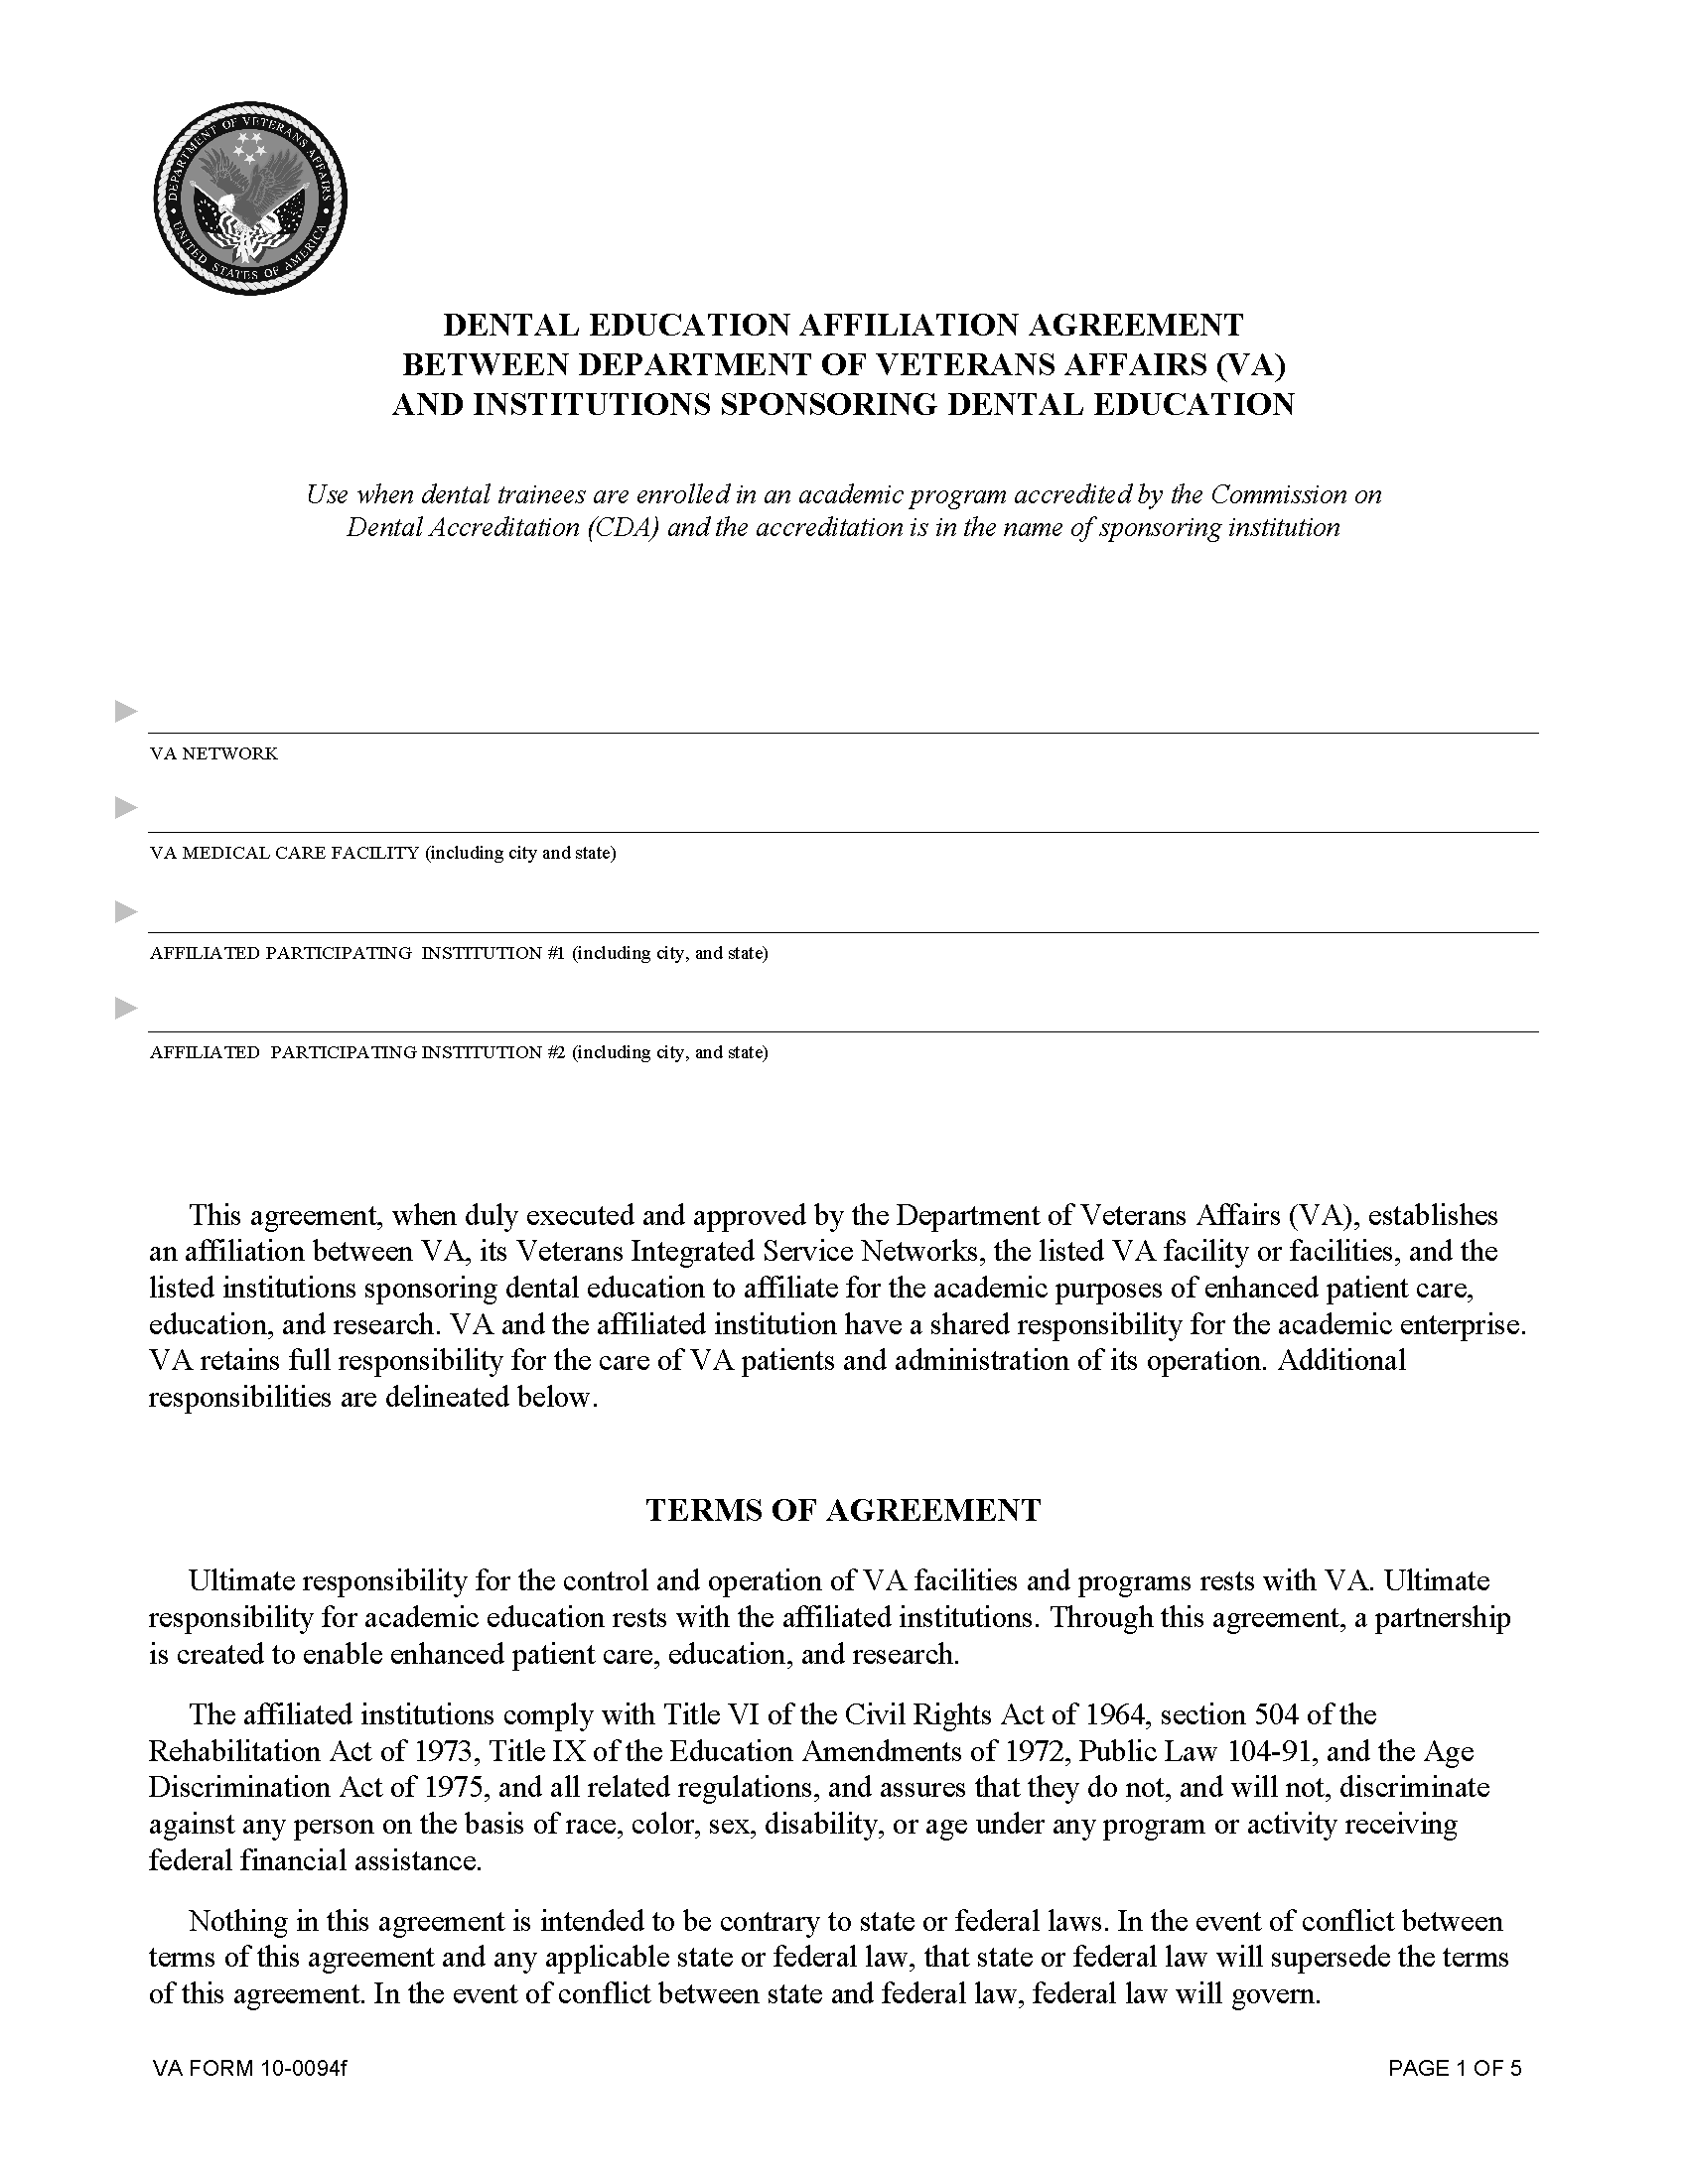 DEPARTMENT OF VETERANS AFFAIRS
UNITED STATES OF AMERICA
DENTAL EDUCATION AFFILIATION AGREEMENT
BETWEEN DEPARTMENT OF VETERANS AFFAIRS (VA)
AND INSTITUTIONS SPONSORING DENTAL EDUCATION
Use when dental trainees are enrolled in an academic program accredited by the Commission on
Dental Accreditation (CDA) and the accreditation is in the name of sponsoring institution
VA NETWORK
VA MEDICAL CARE FACILITY (including city and state)
AFFILIATED PARTICIPATING INSTITUTION #1 (including city, and state)
AFFILIATED PARTICIPATING INSTITUTION #2 (including city, and state)
This agreement, when duly executed and approved by the Department of Veterans Affairs (VA), establishes
an affiliation between VA, its Veterans Integrated Service Networks, the listed VA facility or facilities, and the
listed institutions sponsoring dental education to affiliate for the academic purposes of enhanced patient care,
education, and research. VA and the affiliated institution have a shared responsibility for the academic enterprise.
VA retains full responsibility for the care of VA patients and administration of its operation. Additional
responsibilities are delineated below.
TERMS OF AGREEMENT
Ultimate responsibility for the control and operation of VA facilities and programs rests with VA. Ultimate
responsibility for academic education rests with the affiliated institutions. Through this agreement, a partnership
is created to enable enhanced patient care, education, and research.
The affiliated institutions comply with Title VI of the Civil Rights Act of 1964, section 504 of the
Rehabilitation Act of 1973, Title IX of the Education Amendments of 1972, Public Law 104-91, and the Age
Discrimination Act of 1975, and all related regulations, and assures that they do not, and will not, discriminate
against any person on the basis of race, color, sex, disability, or age under any program or activity receiving
federal financial assistance.
Nothing in this agreement is intended to be contrary to state or federal laws. In the event of conflict between
terms of this agreement and any applicable state or federal law, that state or federal law will supersede the terms
of this agreement. In the event of conflict between state and federal law, federal law will govern.
VA FORM 10-0094f
PAGE 1 OF 5